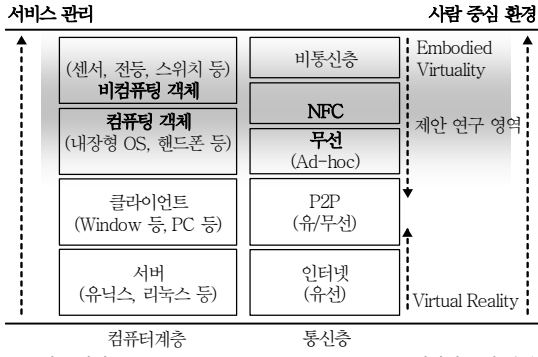 서비스 관리
사람 중심 환경
(센서, 전등, 스위치 등)
비컴퓨팅 객체
컴퓨팅 객체
(내장형 OS, 핸드폰 등)
클라이언트
(Window 등, PC 등)
서버
(유닉스, 리눅스 등)
비통신층
NFC
무선
(Ad-hoc)
P2P
(유/무선)
인터넷
(유선)
Embodied
Virtuality
제안 연구 영역
Virtual Reality
컴퓨터계층
통신층